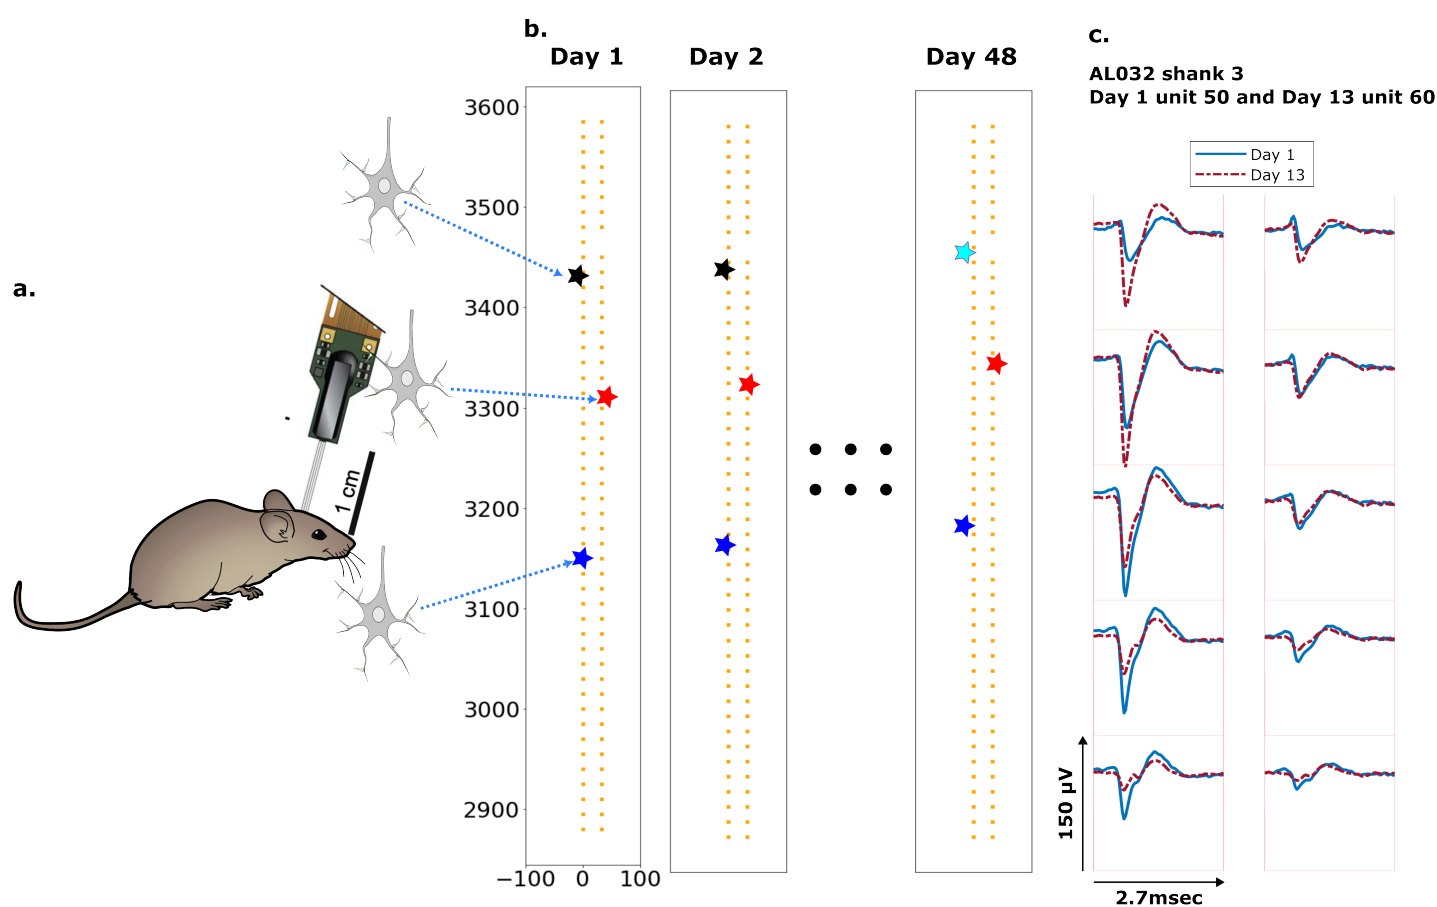 a.
1 cm
b.
Day 1
Day 2
Day 48
3600
3500
3400
3300
3200
3100
3000
2900
−100
0
100
c.
AL032 shank 3
Day 1 unit 50 and Day 13 unit 60
Day 1
Day 13
150 µV
2.7msec